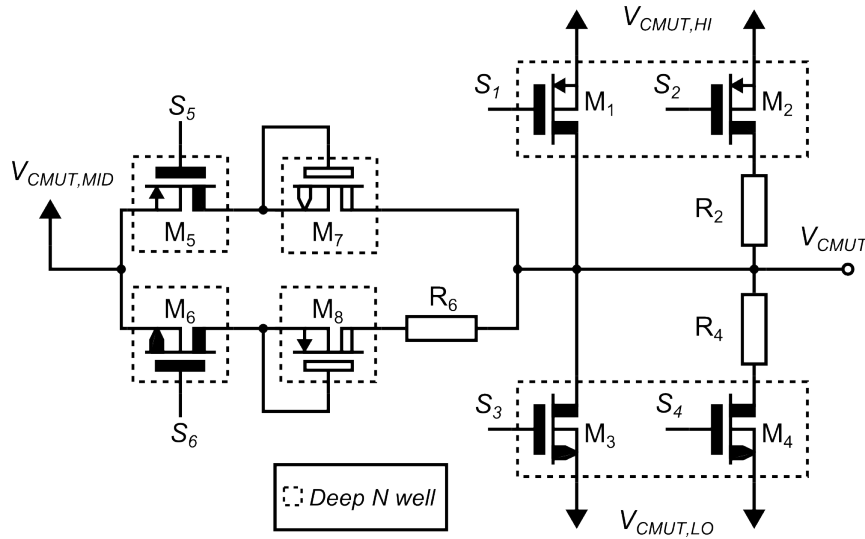 V_CMUT,HI
S_1
M_1
S_2
M_2
S_5
V_CMUT,MID
M_5
M_7
R_2
V_CMUT
M_6
M_8
R_6
R_4
S_6
S_3
M_3
S_4
M_4
Deep N well
V_CMUT,LO